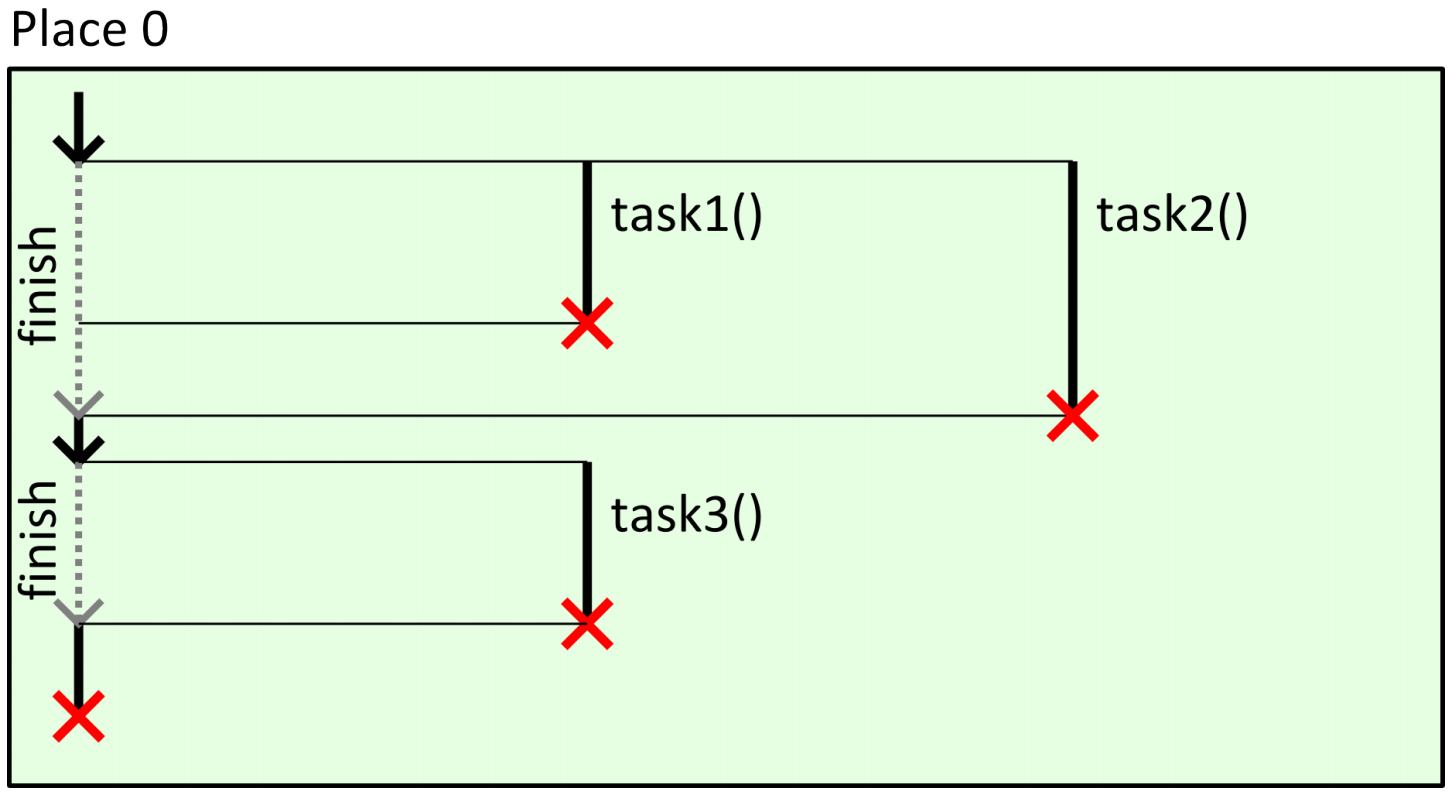 Place 0
task1()
task2()
finish
task3()
finish